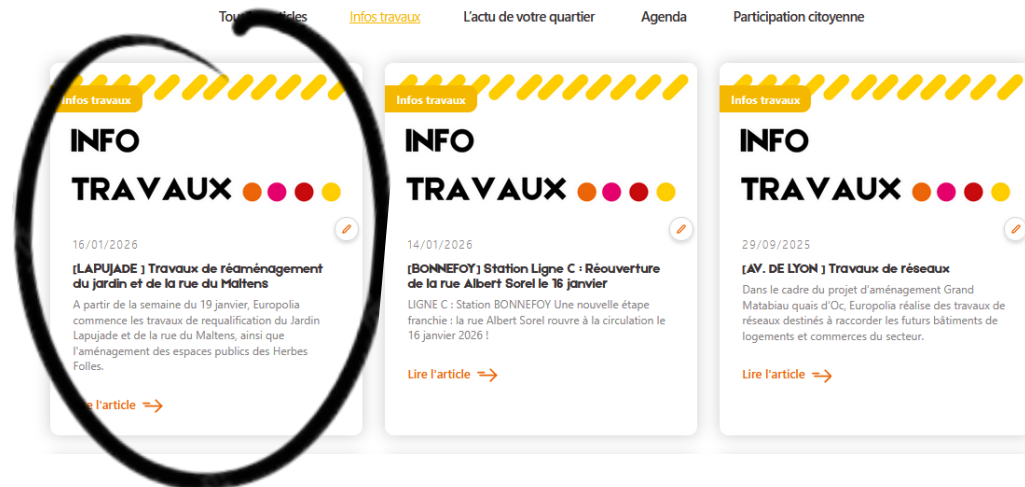 Infos travaux
L'actu de votre quartier
Agenda
Participation citoyenne
Infos travaux
INFO
TRAVAUX
16/01/2026
[LAPUJADE ] Travaux de réaménagement
du jardin et de la rue du Maltens
A partir de la semaine du 19 janvier, Europolia
commence les travaux de requalification du Jardin
Lapujade et de la rue du Maltens, ainsi que
l'aménagement des espaces publics des Herbes
Folles.
l'article
Infos travaux
INFO
TRAVAUX
14/01/2026
[BONNEFOY] Station Ligne C : Réouverture
de la rue Albert Sorel le 16 janvier
LIGNE C : Station BONNEFOY Une nouvelle étape
franchie : la rue Albert Sorel rouvre à la circulation le
16 janvier 2026 !
Lire l'article
Infos travaux
INFO
TRAVAUX
29/09/2025
[AV. DE LYON ] Travaux de réseaux
Dans le cadre du projet d'aménagement Grand
Matabiau quais d'Oc, Europolia réalise des travaux de
réseaux destinés à raccorder les futurs bâtiments de
logements et commerces du secteur.
Lire l'article